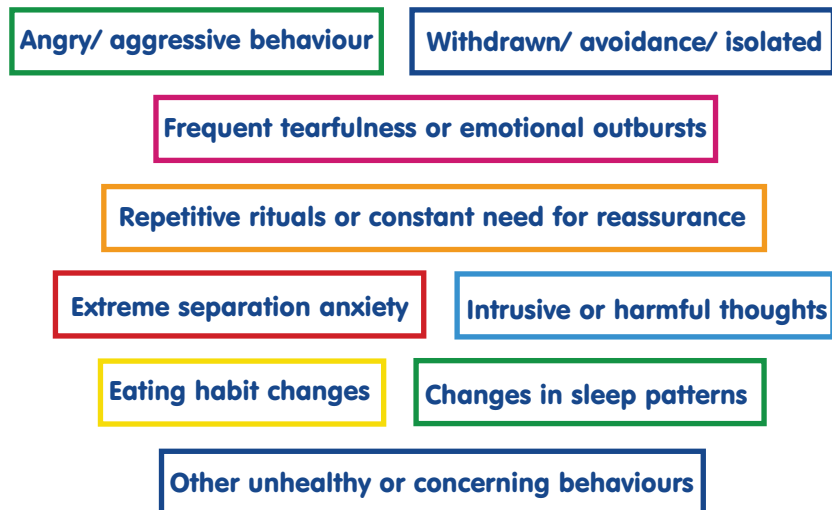 Angry/ aggressive behaviour
Withdrawn/ avoidance/ isolated
Frequent tearfulness or emotional outbursts
Repetitive rituals or constant need for reassurance
Extreme separation anxiety
Intrusive or harmful thoughts
Eating habit changes
Changes in sleep patterns
Other unhealthy or concerning behaviours